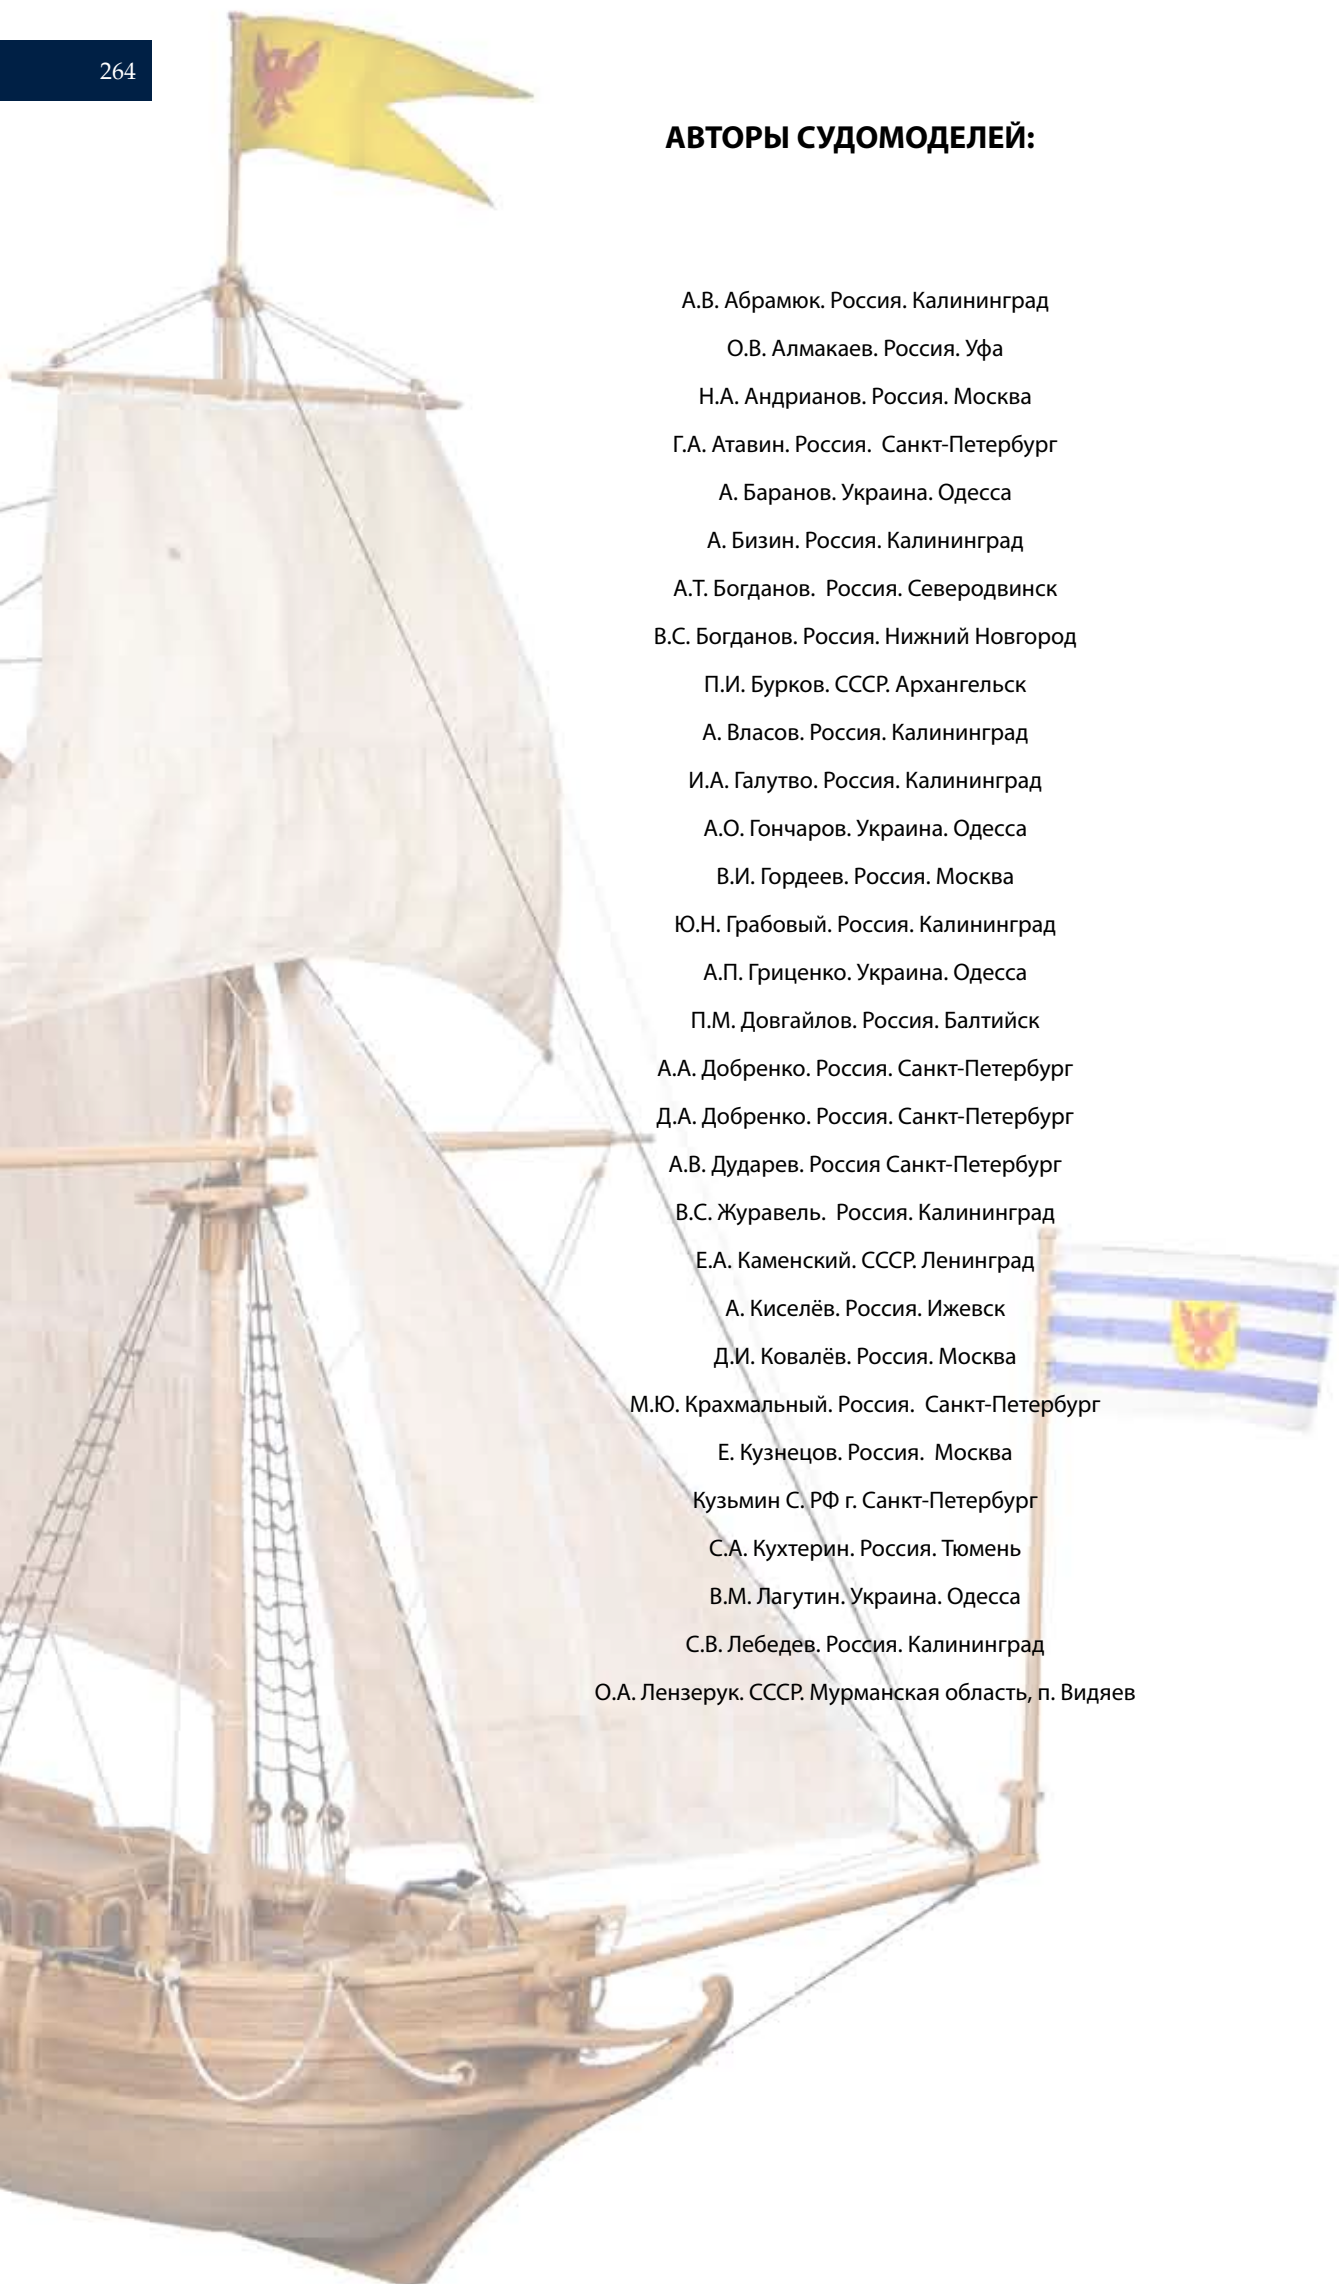 264
АВТОРЫ СУДОМОДЕЛЕЙ:
А.В. Абрамюк. Россия. Калининград
О.В. Алмакаев. Россия. Уфа
Н.А. Андрианов. Россия. Москва
Г.А. Атавин. Россия.  Санкт-Петербург
А. Баранов. Украина. Одесса
А. Бизин. Россия. Калининград
А.Т. Богданов.  Россия. Северодвинск
В.С. Богданов. Россия. Нижний Новгород
П.И. Бурков. СССР. Архангельск
А. Власов. Россия. Калининград
И.А. Галутво. Россия. Калининград
А.О. Гончаров. Украина. Одесса
В.И. Гордеев. Россия. Москва
Ю.Н. Грабовый. Россия. Калининград
А.П. Гриценко. Украина. Одесса
П.М. Довгайлов. Россия. Балтийск
А.А. Добренко. Россия. Санкт-Петербург
Д.А. Добренко. Россия. Санкт-Петербург
А.В. Дударев. Россия Санкт-Петербург
В.С. Журавель.  Россия. Калининград
Е.А. Каменский. СССР. Ленинград
А. Киселёв. Россия. Ижевск
Д.И. Ковалёв. Россия. Москва
М.Ю. Крахмальный. Россия.  Санкт-Петербург
Е. Кузнецов. Россия.  Москва
Кузьмин С. РФ г. Санкт-Петербург
С.А. Кухтерин. Россия. Тюмень
В.М. Лагутин. Украина. Одесса
С.В. Лебедев. Россия. Калининград
О.А. Лензерук. СССР. Мурманская область, п. Видяев